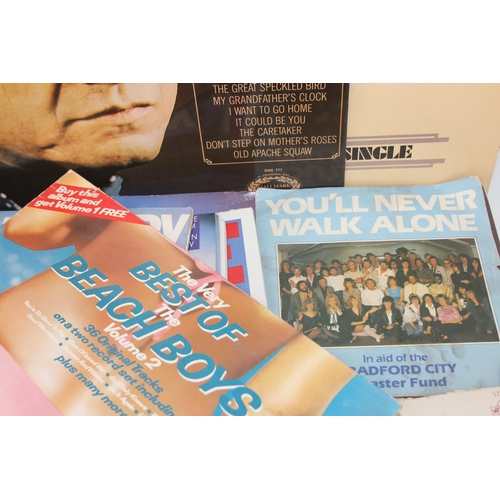 THE GREAT SPECKLED BIRD
MY GRANDFATHER'S CLOCK
I WANT TO GO HOME
IT COULD BE YOU
THE CARETAKER
DON'T STEP ON MOTHER'S ROSES
OLD APACHE SQUAW
SINGLE
Buy this
album and
get Volume 1 FREE
The Very
BEST OF
The
BEACH BOYS
Volume 2
36 Original Tracks
on a two record set including
plus many more
YOU'LL NEVER
WALK ALONE
In aid of the
RADFORD CITY
aster Fund